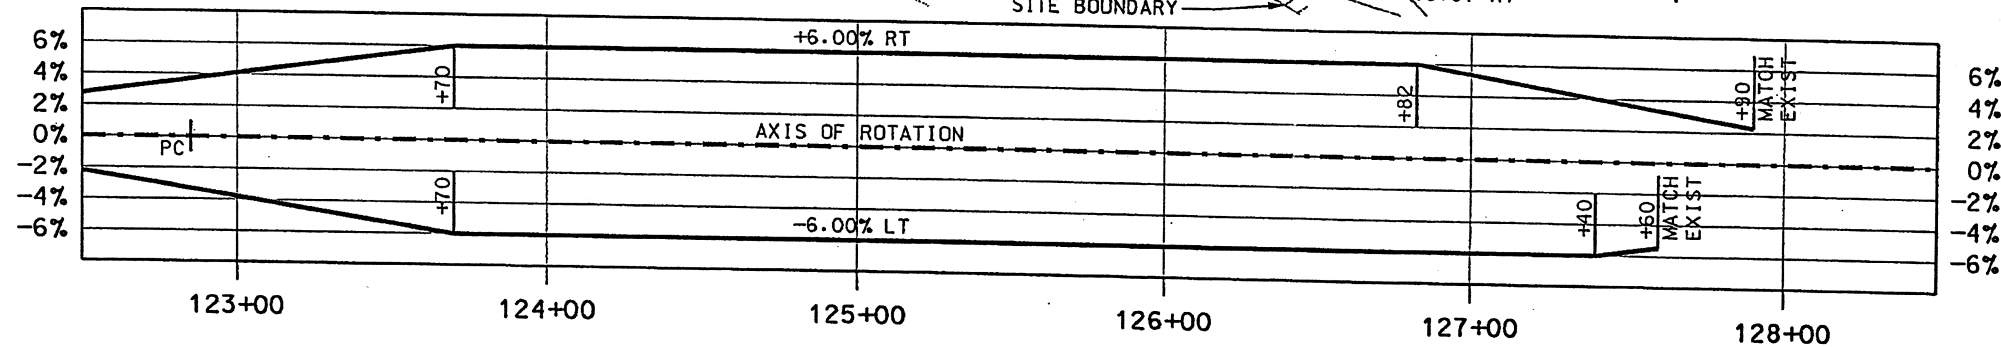 SITE BOUNDARY
6%
4%
2%
0%
-2%
-4%
-6%
+6.00% RT
+70
+82
+90
MATCH
EXIST
AXIS OF ROTATION
PC
+70
-6.00% LT
+40
+60
MATCH
EXIST
6%
4%
2%
0%
-2%
-4%
-6%
123+00
124+00
125+00
126+00
127+00
128+00